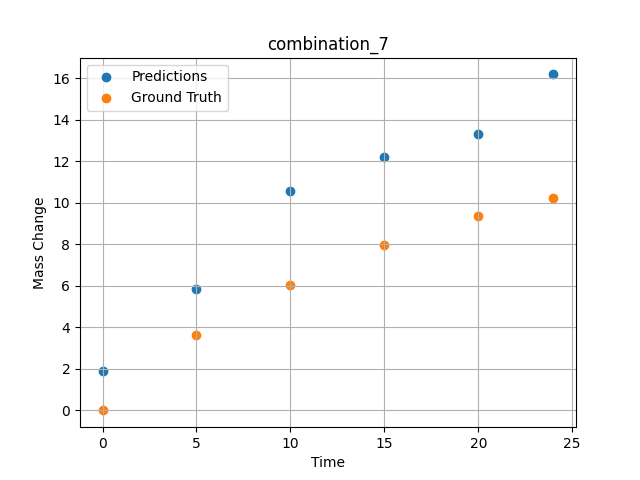 combination_7
Predictions
Ground Truth
Mass Change
16
14
12
10
8
6
4
2
0
0 5 10 15 20 25
Time